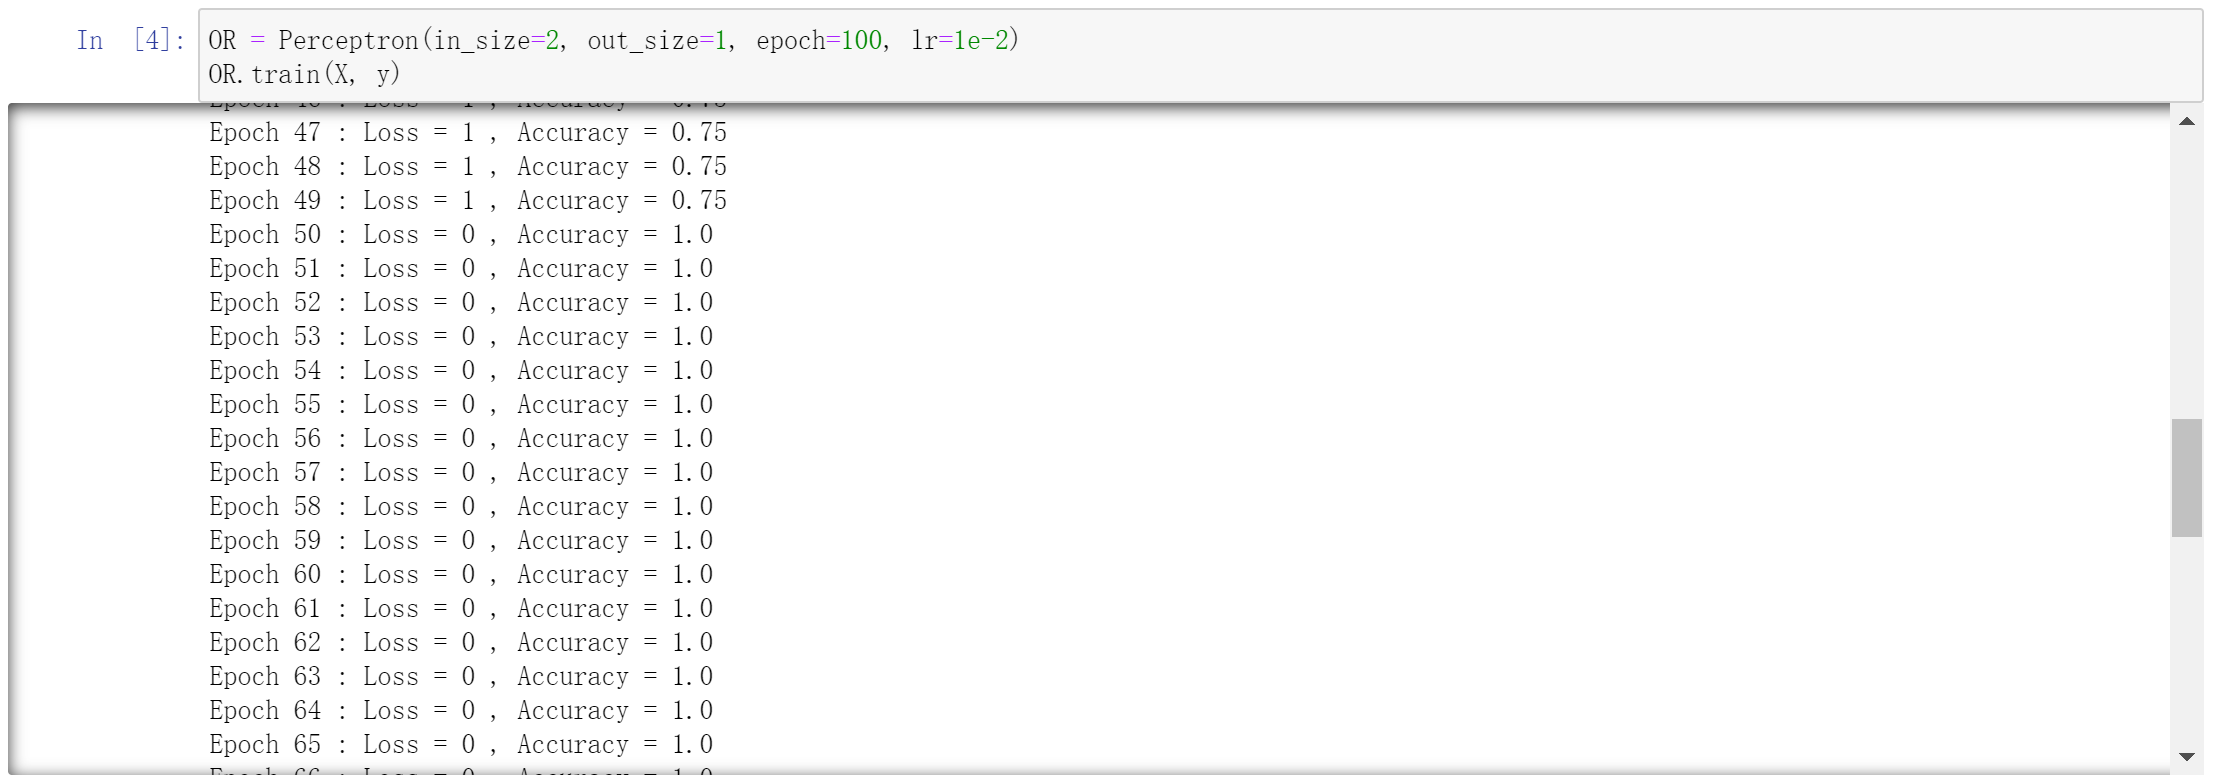 In [4]: OR = Perceptron(in_size=2, out_size=1, epoch=100, lr=1e-2)
OR.train(X, y)
Epoch 47 : Loss = 1 , Accuracy = 0.75
Epoch 48 : Loss = 1 , Accuracy = 0.75
Epoch 49 : Loss = 1 , Accuracy = 0.75
Epoch 50 : Loss = 0 , Accuracy = 1.0
Epoch 51 : Loss = 0 , Accuracy = 1.0
Epoch 52 : Loss = 0 , Accuracy = 1.0
Epoch 53 : Loss = 0 , Accuracy = 1.0
Epoch 54 : Loss = 0 , Accuracy = 1.0
Epoch 55 : Loss = 0 , Accuracy = 1.0
Epoch 56 : Loss = 0 , Accuracy = 1.0
Epoch 57 : Loss = 0 , Accuracy = 1.0
Epoch 58 : Loss = 0 , Accuracy = 1.0
Epoch 59 : Loss = 0 , Accuracy = 1.0
Epoch 60 : Loss = 0 , Accuracy = 1.0
Epoch 61 : Loss = 0 , Accuracy = 1.0
Epoch 62 : Loss = 0 , Accuracy = 1.0
Epoch 63 : Loss = 0 , Accuracy = 1.0
Epoch 64 : Loss = 0 , Accuracy = 1.0
Epoch 65 : Loss = 0 , Accuracy = 1.0